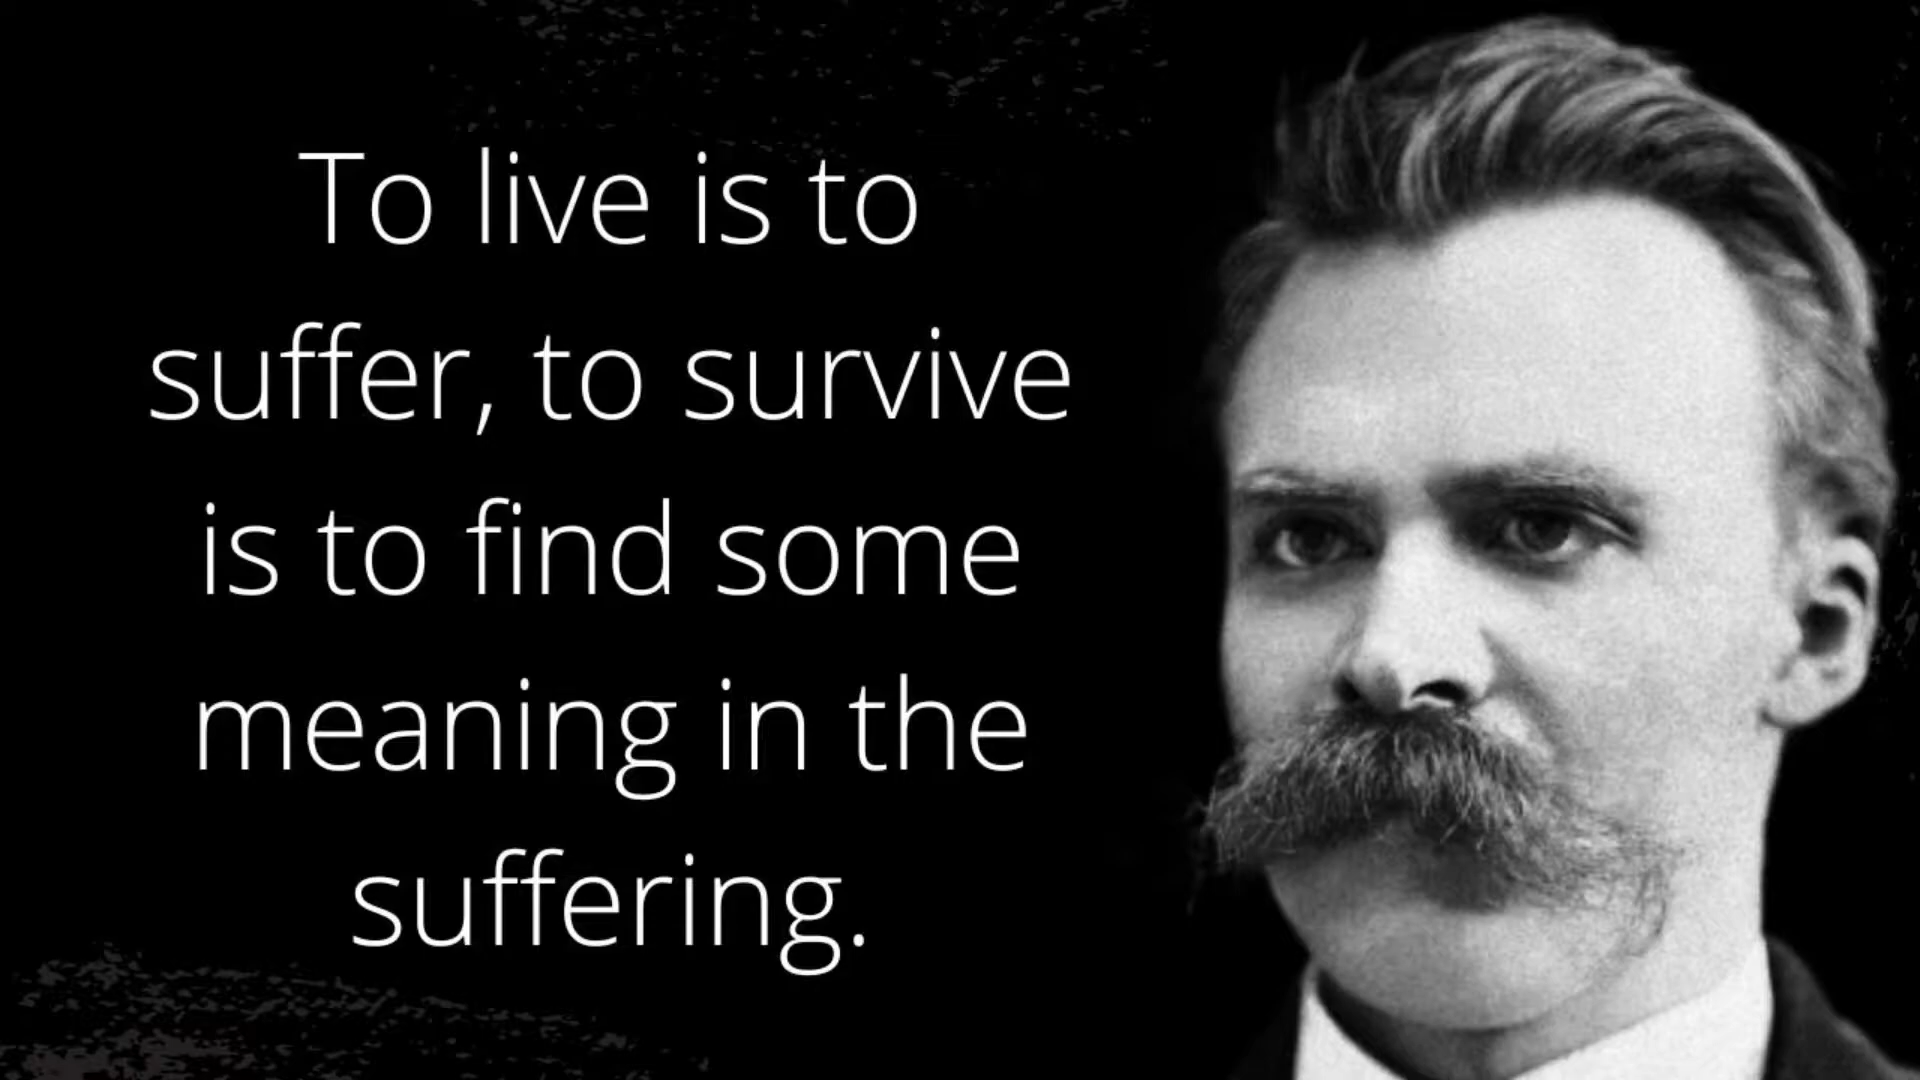 To live is to
suffer, to survive
is to find some
meaning in the
suffering.